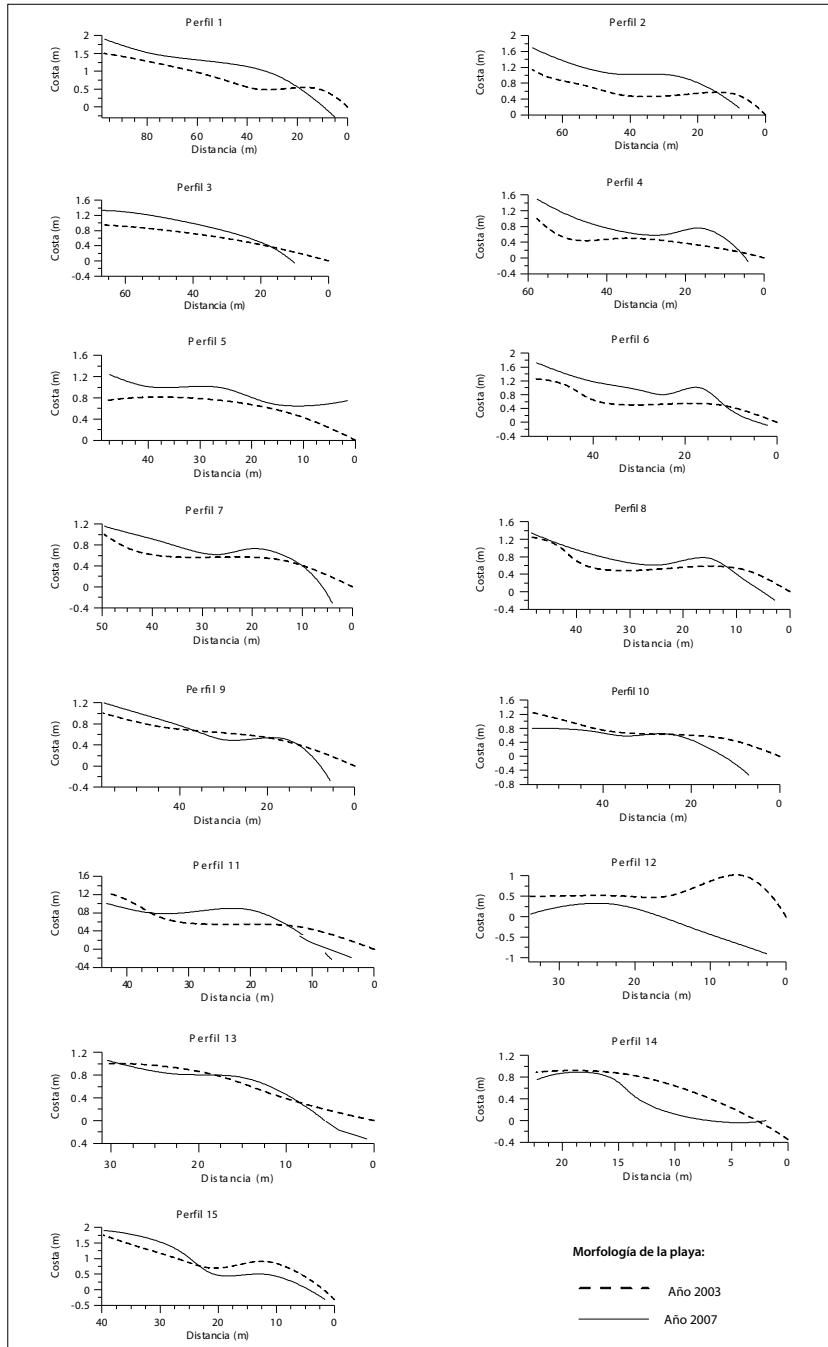 Perfil 1
Costa (m)
2
1.5
1
0.5
0
80 60 40 20 0
Distancia (m)
Perfil 2
Costa (m)
2
1.6
1.2
0.8
0.4
0
60 40 20 0
Distancia (m)
Perfil 3
Costa (m)
1.6
1.2
0.8
0.4
0
-0.4
60 40 20 0
Distancia (m)
Perfil 4
Costa (m)
1.6
1.2
0.8
0.4
0
-0.4
60 40 20 0
Distancia (m)
Perfil 5
Costa (m)
1.6
1.2
0.8
0.4
0
40 30 20 10 0
Distancia (m)
Perfil 6
Costa (m)
2
1.6
1.2
0.8
0.4
0
-0.4
40 20 0
Distancia (m)
Perfil 7
Costa (m)
1.2
0.8
0.4
0
-0.4
50 40 30 20 10 0
Distancia (m)
Perfil 8
Costa (m)
1.6
1.2
0.8
0.4
0
-0.4
40 30 20 10 0
Distancia (m)
Perfil 9
Costa (m)
1.2
0.8
0.4
0
-0.4
40 20 0
Distancia (m)
Perfil 10
Costa (m)
1.6
1.2
0.8
0.4
0
-0.4
-0.8
40 20 0
Distancia (m)
Perfil 11
Costa (m)
1.6
1.2
0.8
0.4
0
-0.4
40 30 20 10 0
Distancia (m)
Perfil 12
Costa (m)
1
0.5
0
-0.5
-1
30 20 10 0
Distancia (m)
Perfil 13
Costa (m)
1.2
0.8
0.4
0
0.4
30 20 10 0
Distancia (m)
Perfil 14
Costa (m)
1.2
0.8
0.4
0
-0.4
20 15 10 5 0
Distancia (m)
Perfil 15
Costa (m)
2
1.5
1
0.5
0
-0.5
40 30 20 10 0
Distancia (m)
Morfología de la playa:
Año 2003
Año 2007